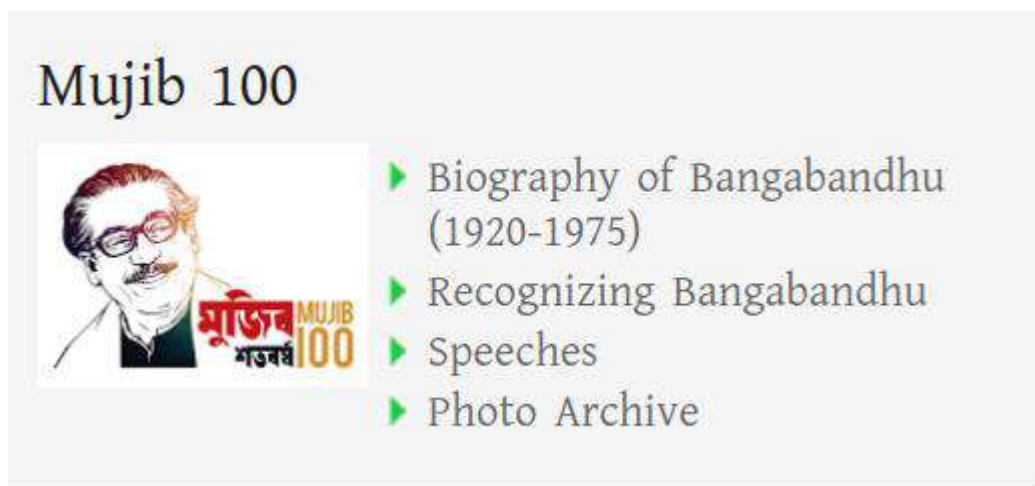 Mujib 100
Biography of Bangabandhu
(1920-1975)
Recognizing Bangabandhu
Speeches
Photo Archive
মুজিব MUJIB
শতবর্ষ 100